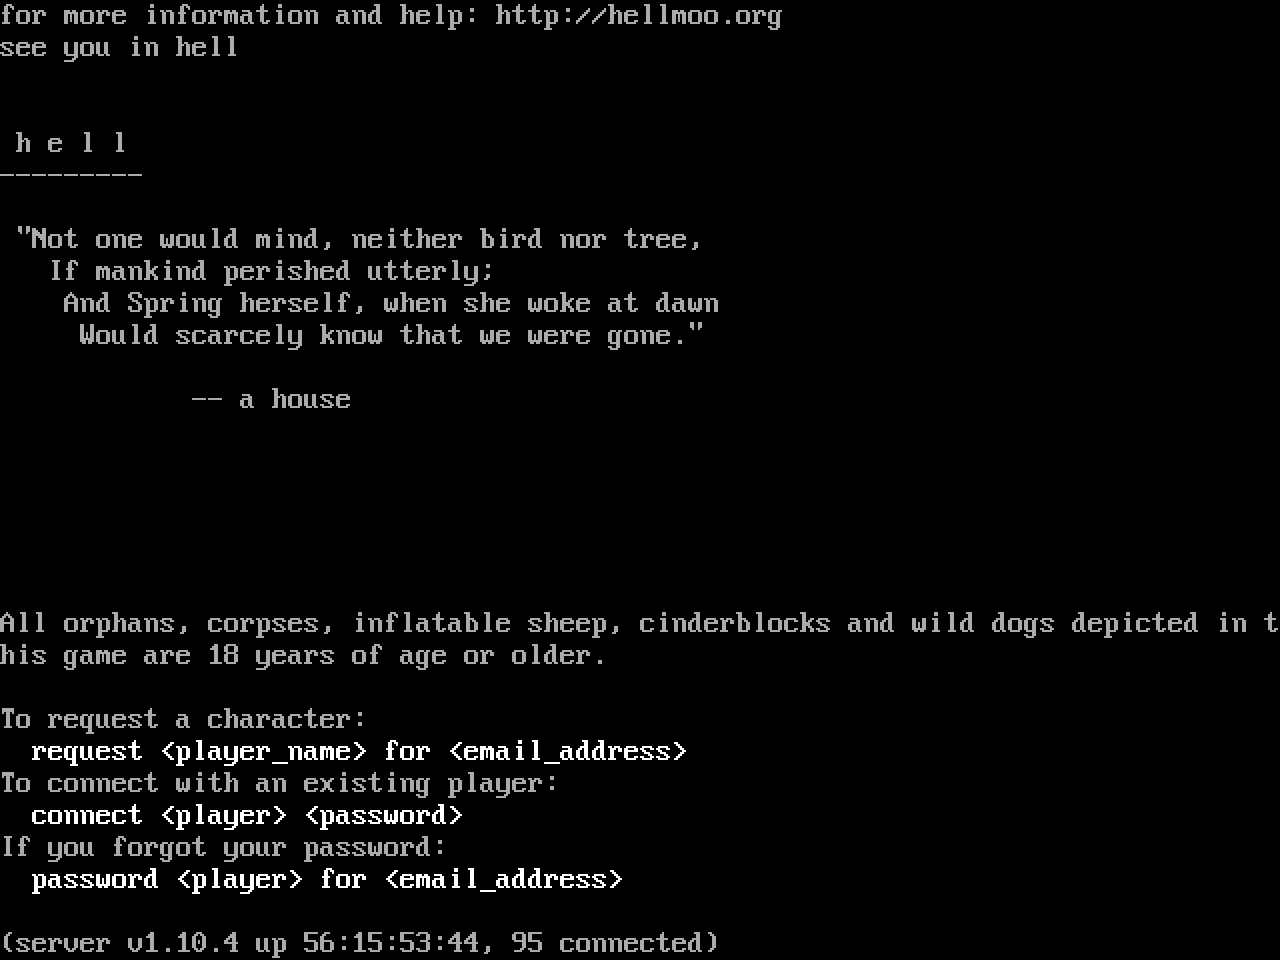 for more information and help: http://hellmoo.org
see you in hell
h e l l
---------
"Not one would mind, neither bird nor tree,
If mankind perished utterly;
And Spring herself, when she woke at dawn
Would scarcely know that we were gone."
-- a house
All orphans, corpses, inflatable sheep, cinderblocks and wild dogs depicted in t
his game are 18 years of age or older.
To request a character:
request <player_name> for <email_address>
To connect with an existing player:
connect <player> <password>
If you forgot your password:
password <player> for <email_address>
(server v1.10.4 up 56:15:53:44, 95 connected)